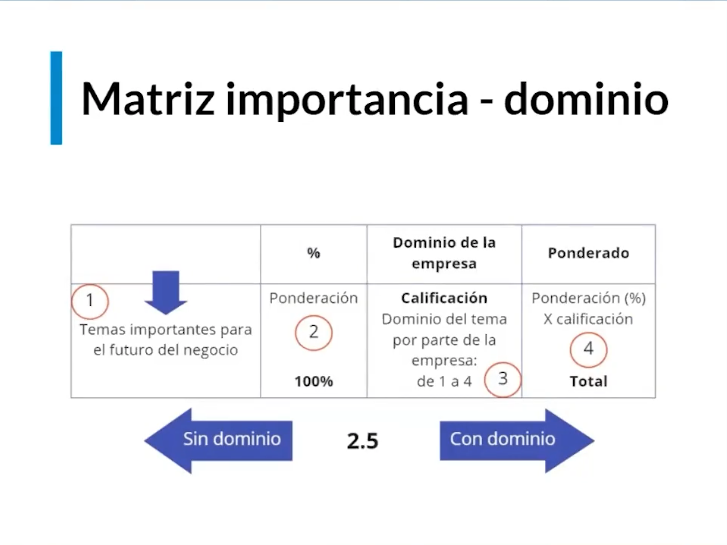 Matriz importancia - dominio
%
Dominio de la
empresa
Ponderado
1
Temas importantes para
el futuro del negocio
Ponderación
2
100%
Calificación
Dominio del tema
por parte de la
empresa:
de 1 a 4
3
Ponderación (%)
X calificación
4
Total
Sin dominio
2.5
Con dominio